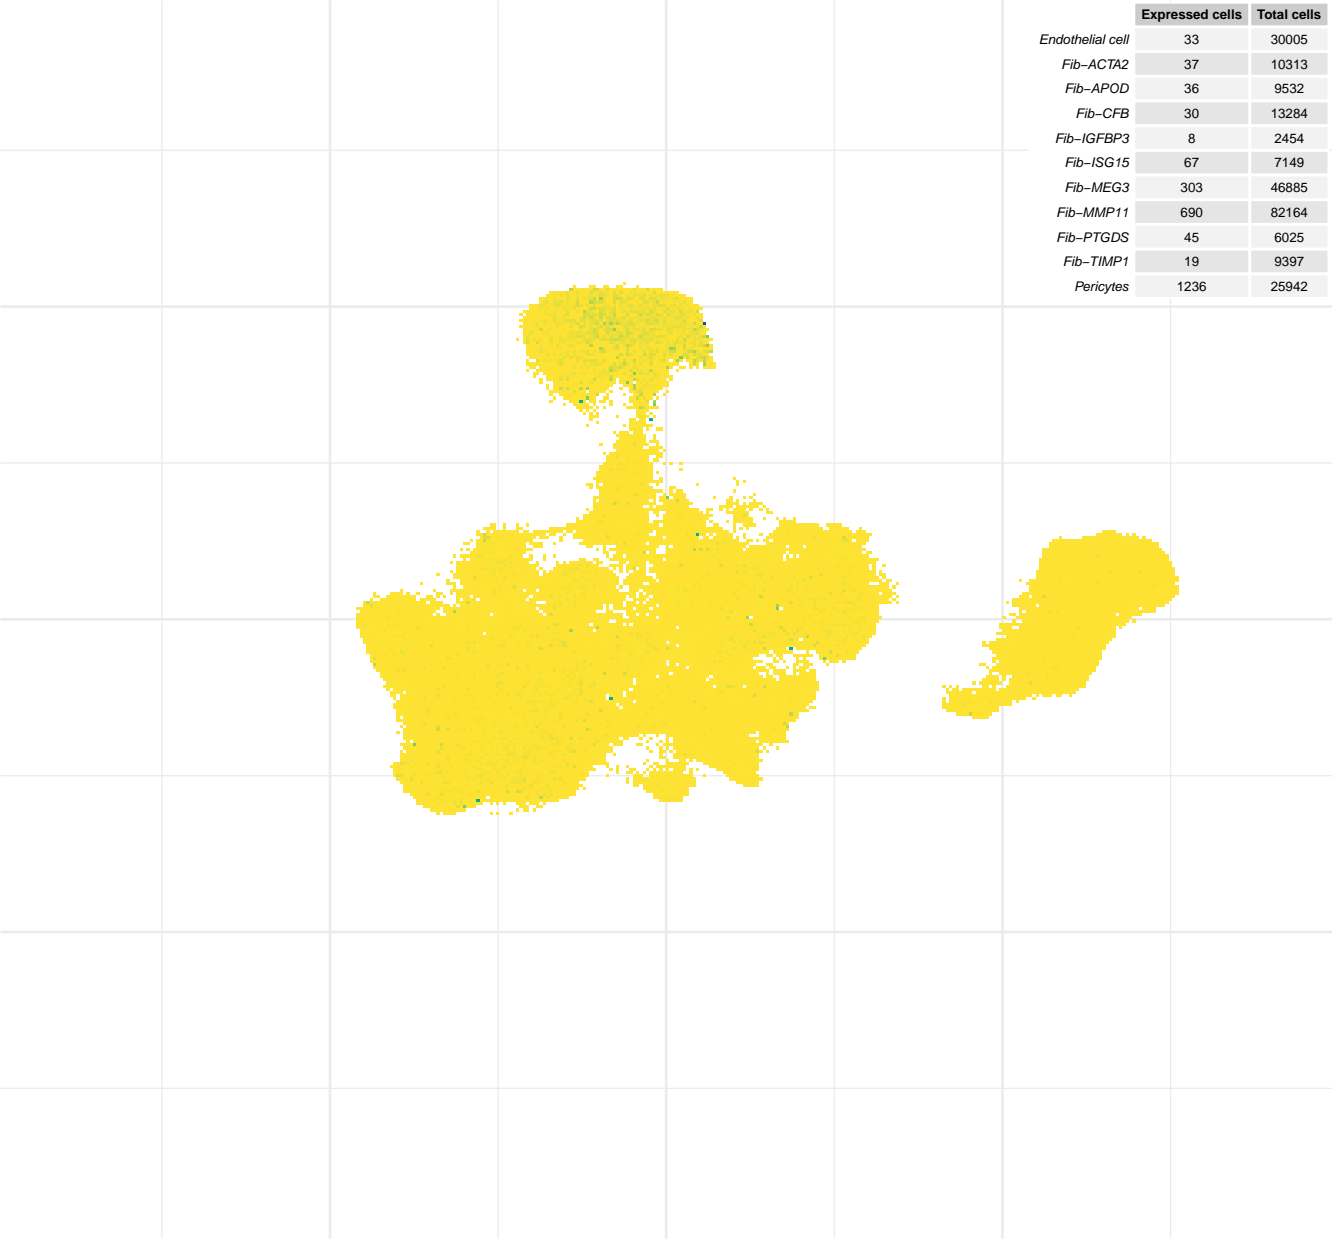 Expressed cells Total cells
Endothelial cell 33 30005
Fib−ACTA2 37 10313
Fib−APOD 36 9532
Fib−CFB 30 13284
Fib−IGFBP3 8 2454
Fib−ISG15 67 7149
Fib−MEG3 303 46885
Fib−MMP11 690 82164
Fib−PTGDS 45 6025
Fib−TIMP1 19 9397
Pericytes 1236 25942